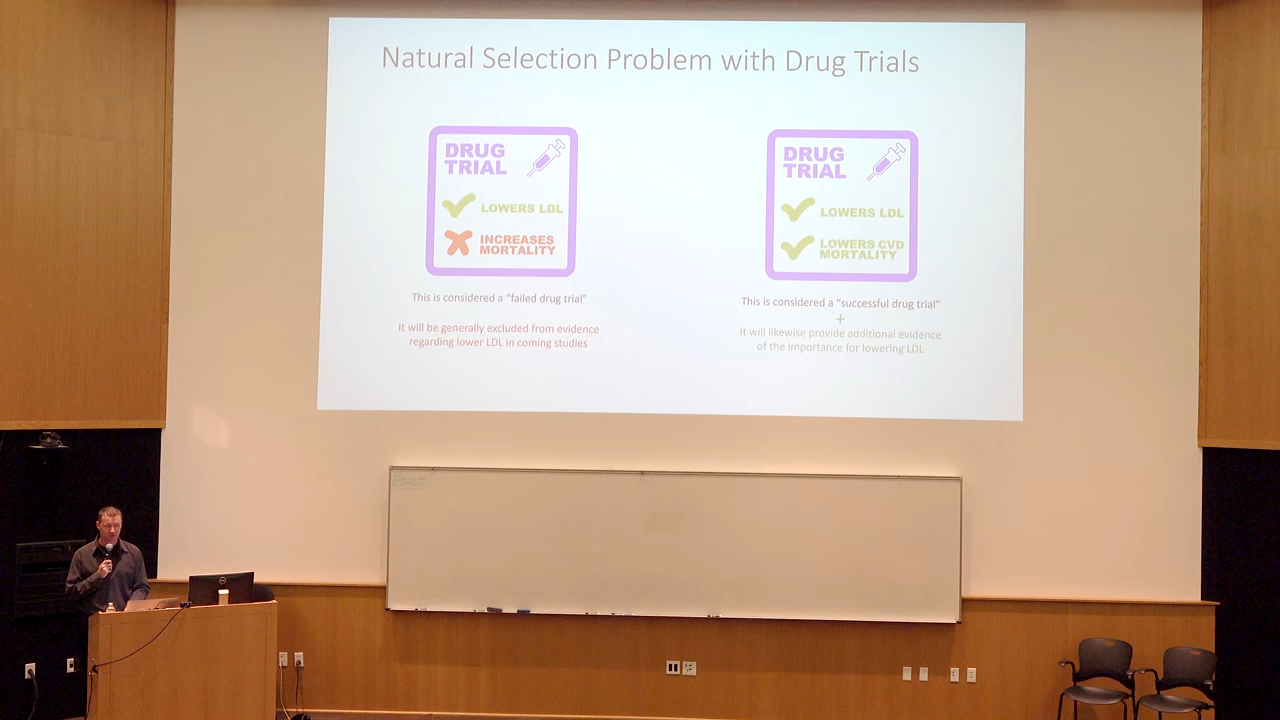 Natural Selection Problem with Drug Trials
DRUG
TRIAL
LOWERS LDL
INCREASES
MORTALITY
This is considered a “failed drug trial”
It will be generally excluded from evidence
regarding lower LDL in coming studies
DRUG
TRIAL
LOWERS LDL
LOWERS CVD
MORTALITY
This is considered a “successful drug trial”
+
It will likewise provide additional evidence
of the importance for lowering LDL